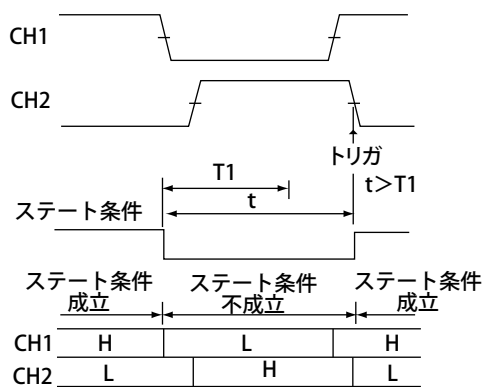 CH1
CH2
トリガ
T1
t＞T1
t
ステート条件
ステート条件 ステート条件 ステート条件
成立 不成立 成立
CH1 H L H
CH2 L H L